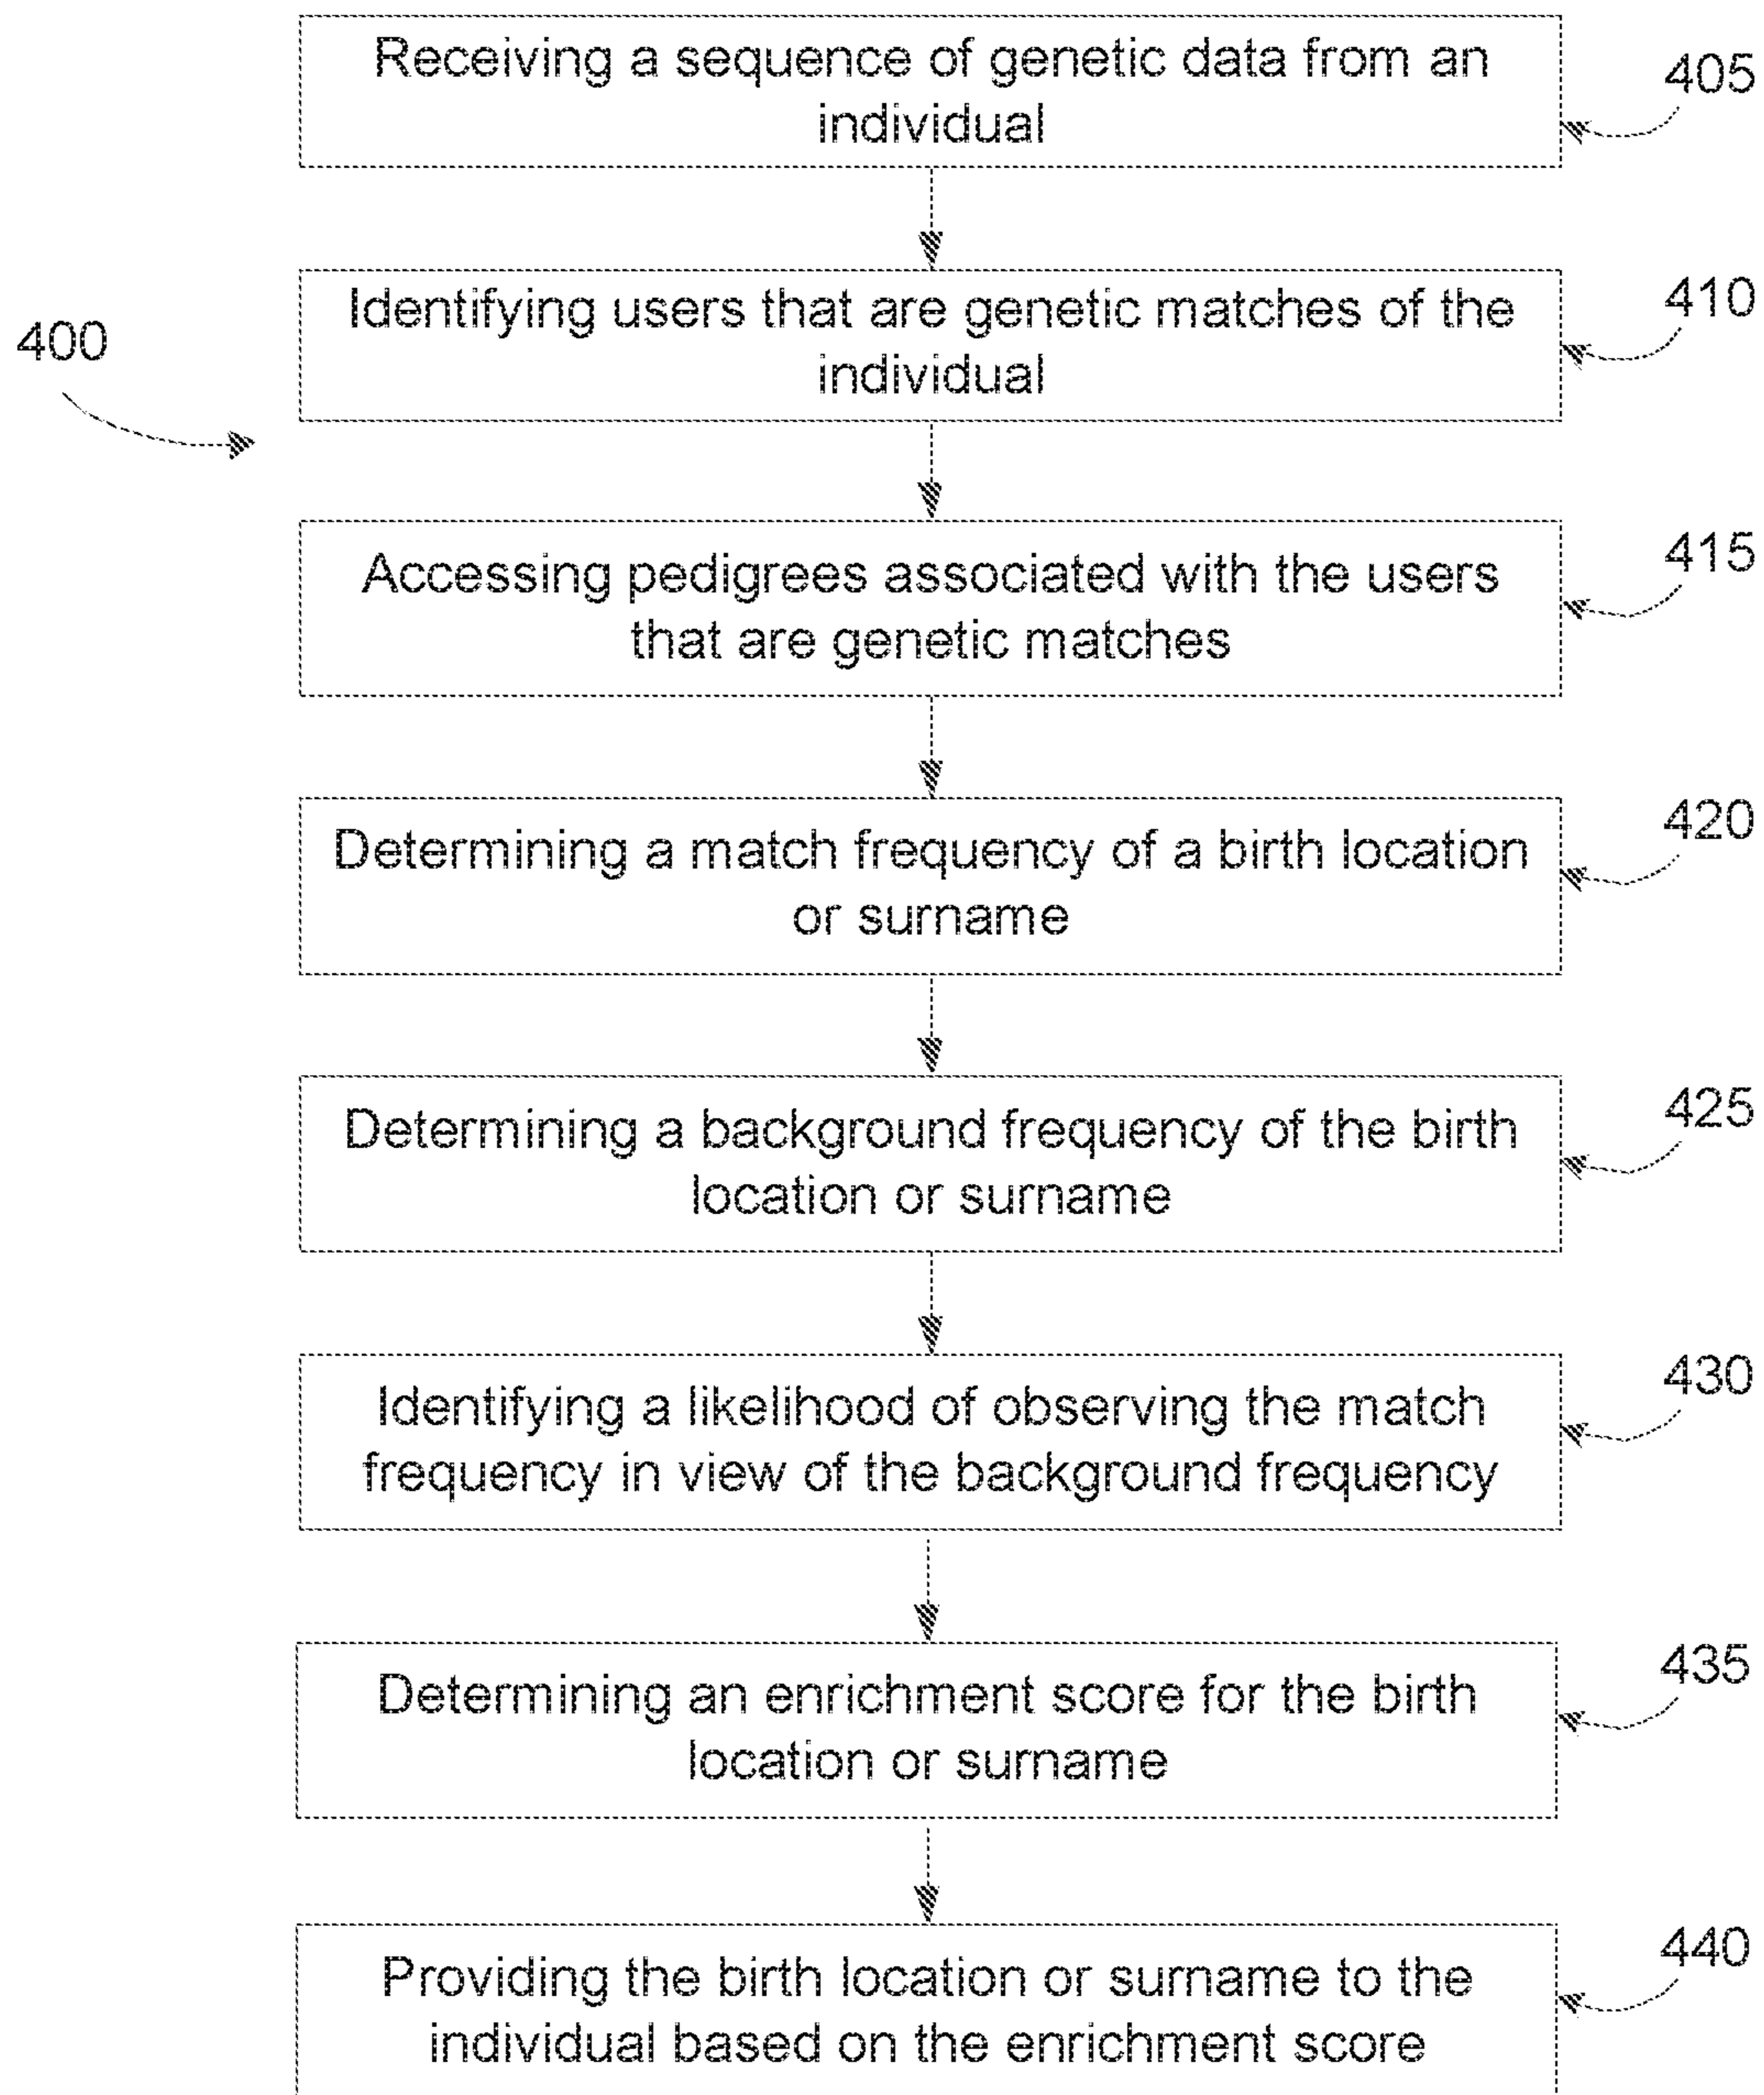 Receiving a sequence of genetic data from an
individual
405
Identifying users that are genetic matches of the
individual
410
400
Accessing pedigrees associated with the users
that are genetic matches
415
Determining a match frequency of a birth location
or surname
420
Determining a background frequency of the birth
location or surname
425
Identifying a likelihood of observing the match
frequency in view of the background frequency
430
Determining an enrichment score for the birth
location or surname
435
Providing the birth location or surname to the
individual based on the enrichment score
440